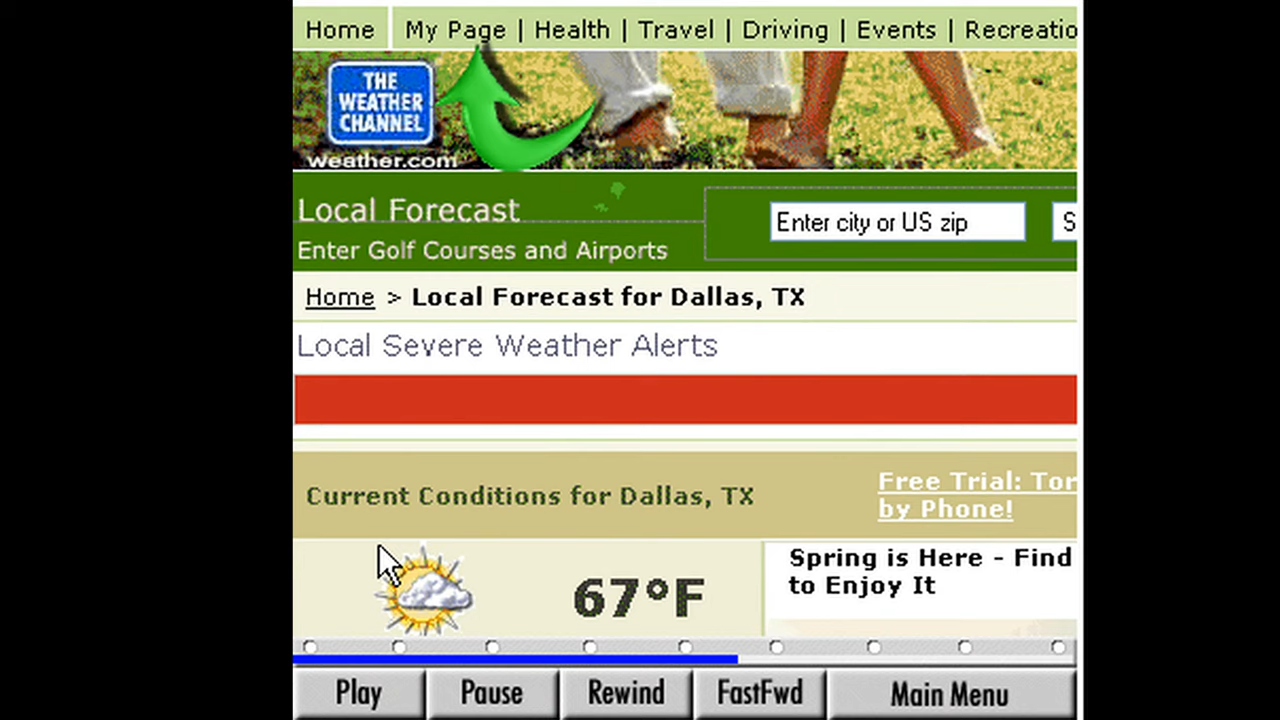 Home | My Page | Health | Travel | Driving | Events | Recreatio
THE
WEATHER
CHANNEL
weather.com
Local Forecast
Enter city or US zip
S
Enter Golf Courses and Airports
Home > Local Forecast for Dallas, TX
Local Severe Weather Alerts
Current Conditions for Dallas, TX
Free Trial: Tor
by Phone!
67°F
Spring is Here - Find
to Enjoy It
Play
Pause
Rewind
FastFwd
Main Menu